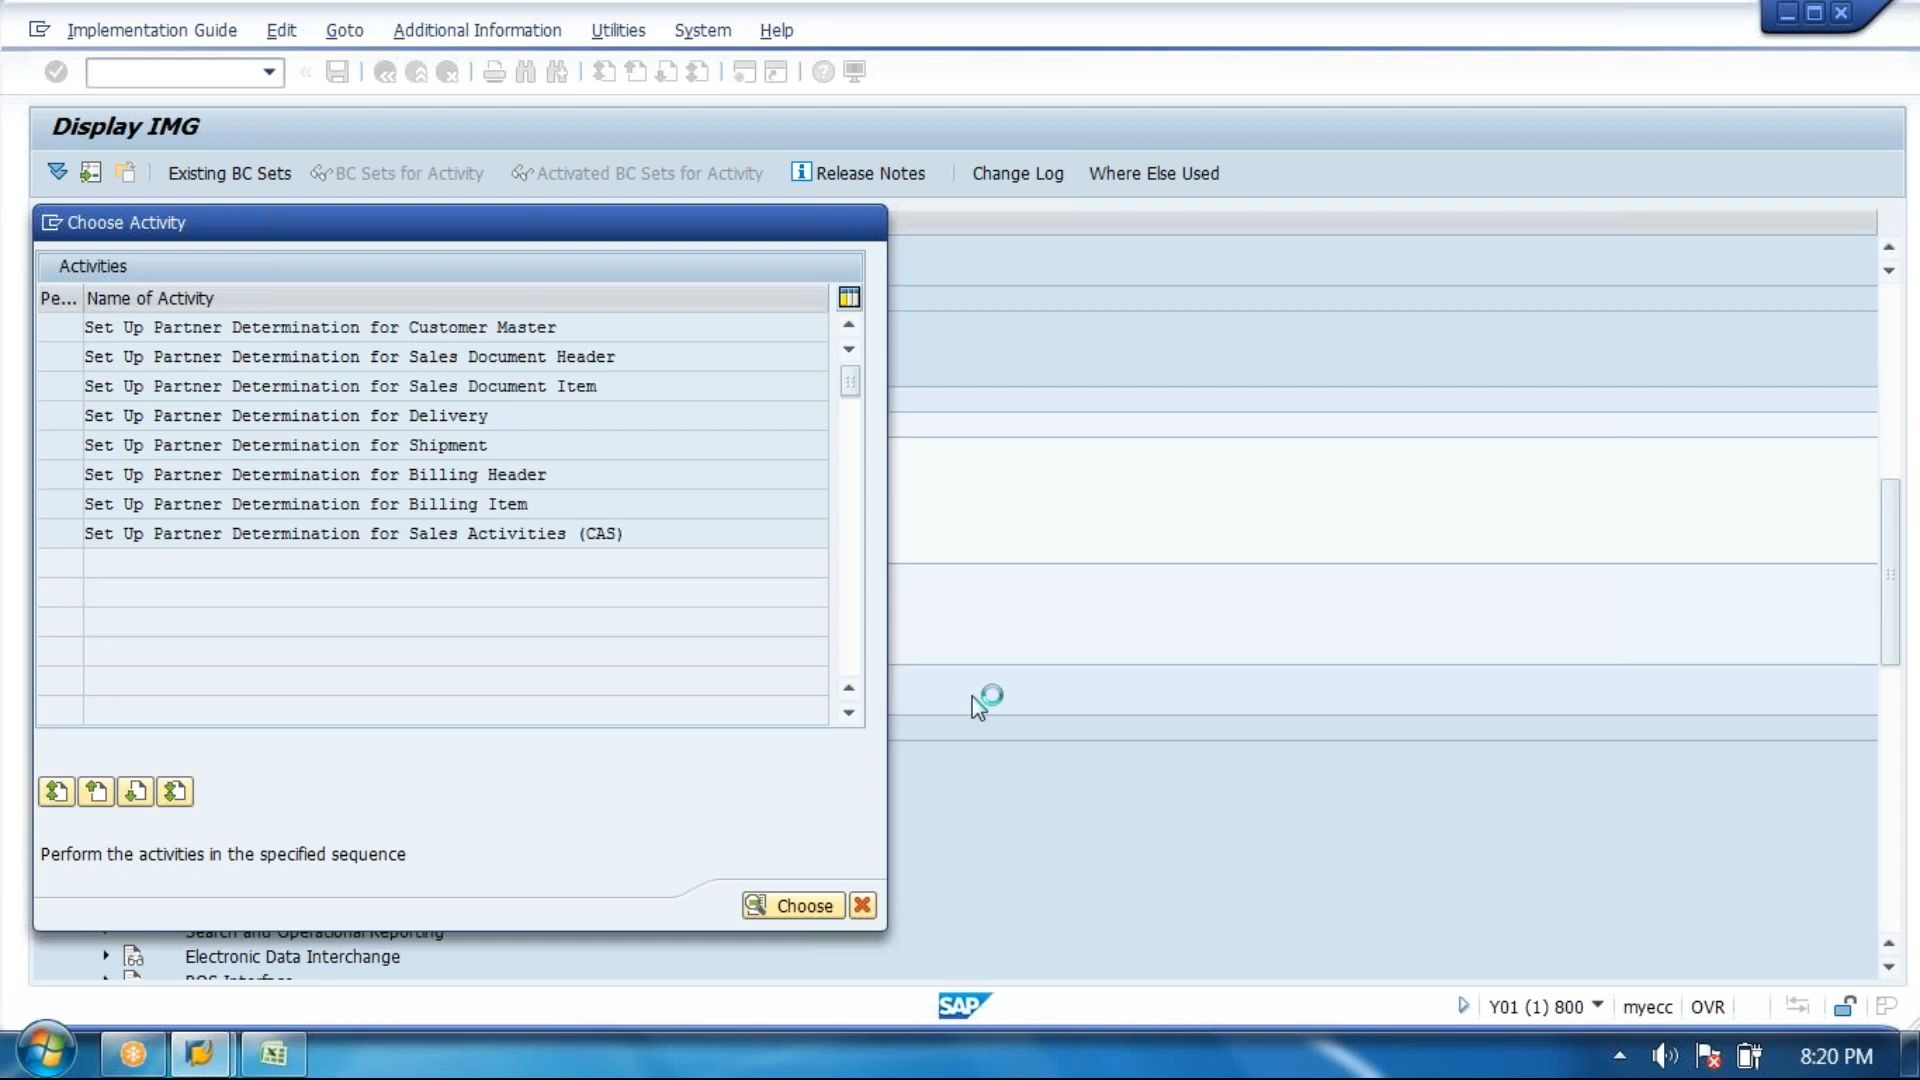 Implementation Guide Edit Goto Additional Information Utilities System Help
Display IMG
Existing BC Sets BC Sets for Activity Activated BC Sets for Activity Release Notes Change Log Where Else Used
Choose Activity
Activities
Pe... Name of Activity
Set Up Partner Determination for Customer Master
Set Up Partner Determination for Sales Document Header
Set Up Partner Determination for Sales Document Item
Set Up Partner Determination for Delivery
Set Up Partner Determination for Shipment
Set Up Partner Determination for Billing Header
Set Up Partner Determination for Billing Item
Set Up Partner Determination for Sales Activities (CAS)
Perform the activities in the specified sequence
Choose
Search and Operational Reporting
Electronic Data Interchange
POS Interface
SAP
Y01 (1) 800 myecc OVR
8:20 PM